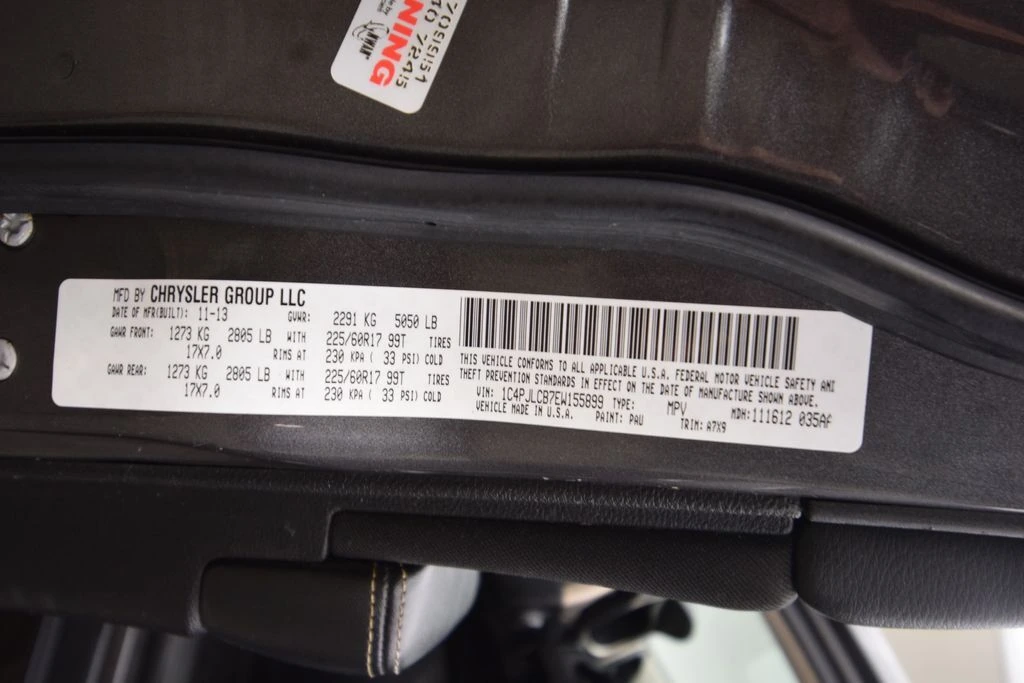 NING
MFD BY CHRYSLER GROUP LLC
DATE OF MFR(BUILT): 11-13 GVWR: 2291 KG 5050 LB
GAWR FRONT: 1273 KG 2805 LB WITH 225/60R17 99T TIRES
17X7.0 RIMS AT 230 KPA ( 33 PSI) COLD
GAWR REAR: 1273 KG 2805 LB WITH 225/60R17 99T TIRES
17X7.0 RIMS AT 230 KPA ( 33 PSI) COLD
THIS VEHICLE CONFORMS TO ALL APPLICABLE U.S.A. FEDERAL MOTOR VEHICLE SAFETY AND
THEFT PREVENTION STANDARDS IN EFFECT ON THE DATE OF MANUFACTURE SHOWN ABOVE.
VIN: 1C4PJLCB7EW155899 TYPE: MPV MDH:111612 035AF
VEHICLE MADE IN U.S.A. PAINT: PAU TRIM: A7X9